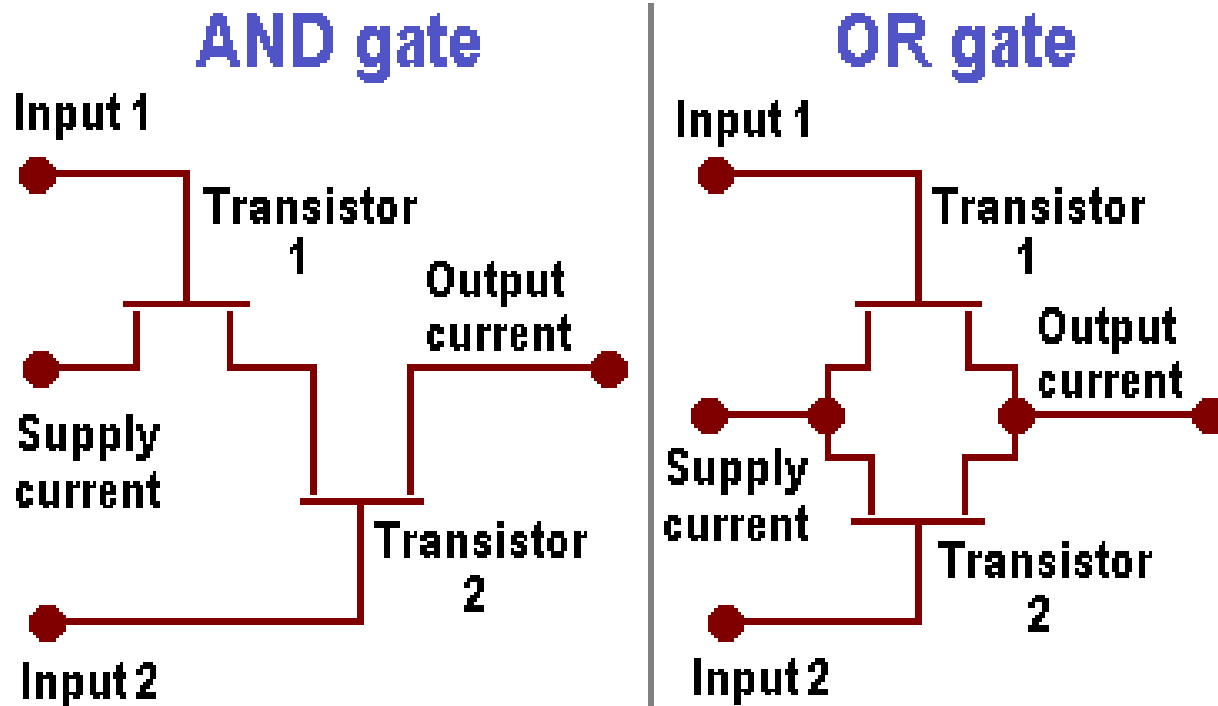 AND gate
Input 1
Transistor
1
Output
current
Supply
current
Transistor
2
Input 2
OR gate
Input 1
Transistor
1
Output
current
Supply
current
Transistor
2
Input 2